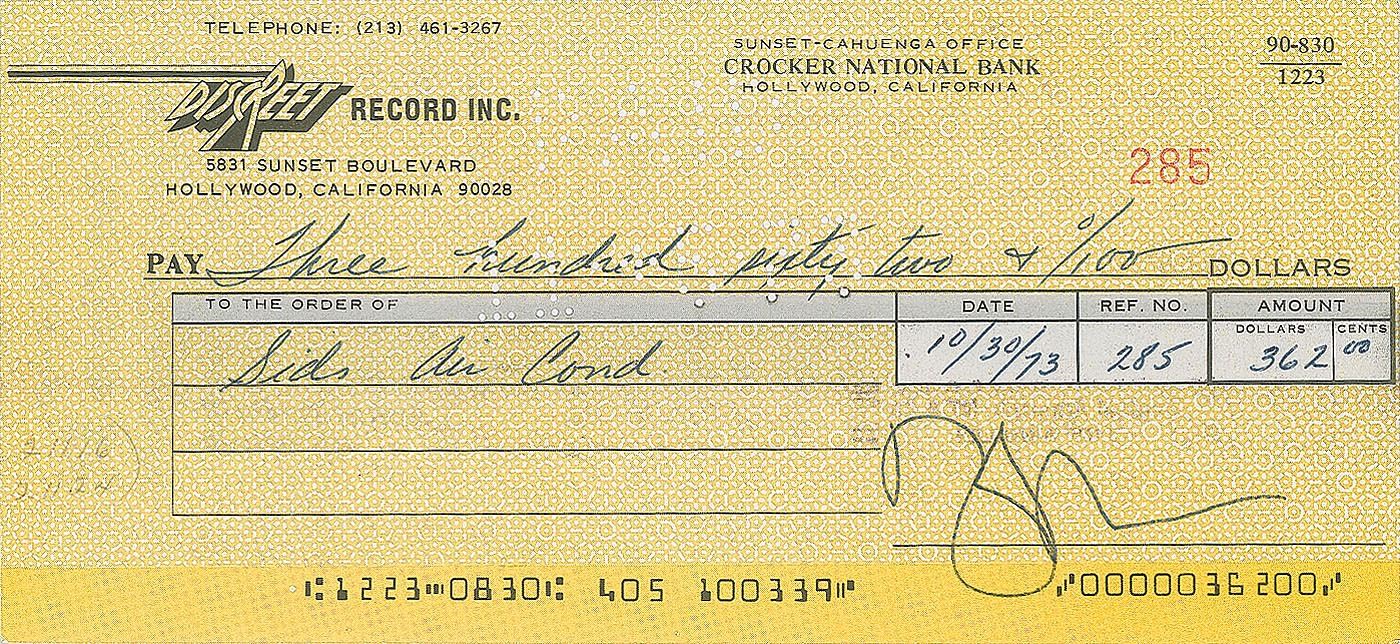 TELEPHONE: (213) 461-3267
SUNSET-CAHUENGA OFFICE
CROCKER NATIONAL BANK
HOLLYWOOD, CALIFORNIA
90-830
1223
DISCREET RECORD INC.
5831 SUNSET BOULEVARD
HOLLYWOOD, CALIFORNIA 90028
285
PAY Three hundred sixty two & 0/100 DOLLARS
TO THE ORDER OF DATE REF. NO. AMOUNT
DOLLARS CENTS
Sids Air Cond. 10/30/73 285 362 00
⑆1223⑉0830⑆ 405 100339⑈ ⑇0000036200⑇